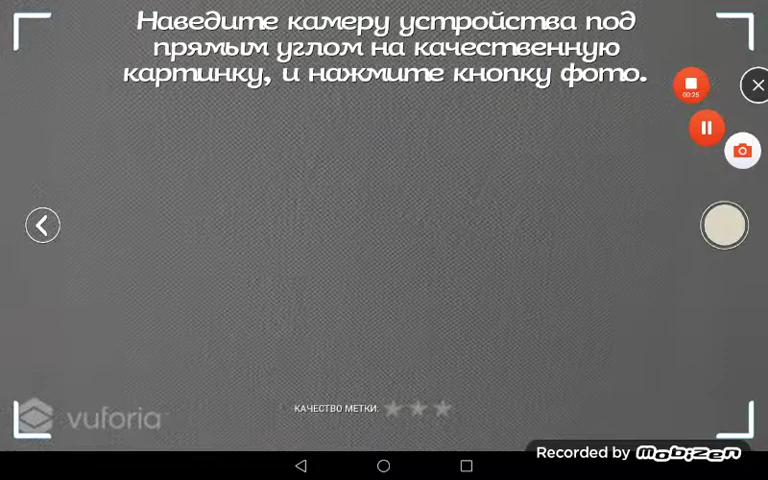 Наведите камеру устройства под
прямым углом на качественную
картинку, и нажмите кнопку фото.
00:25
КАЧЕСТВО МЕТКИ:
vuforia
Recorded by mobizen